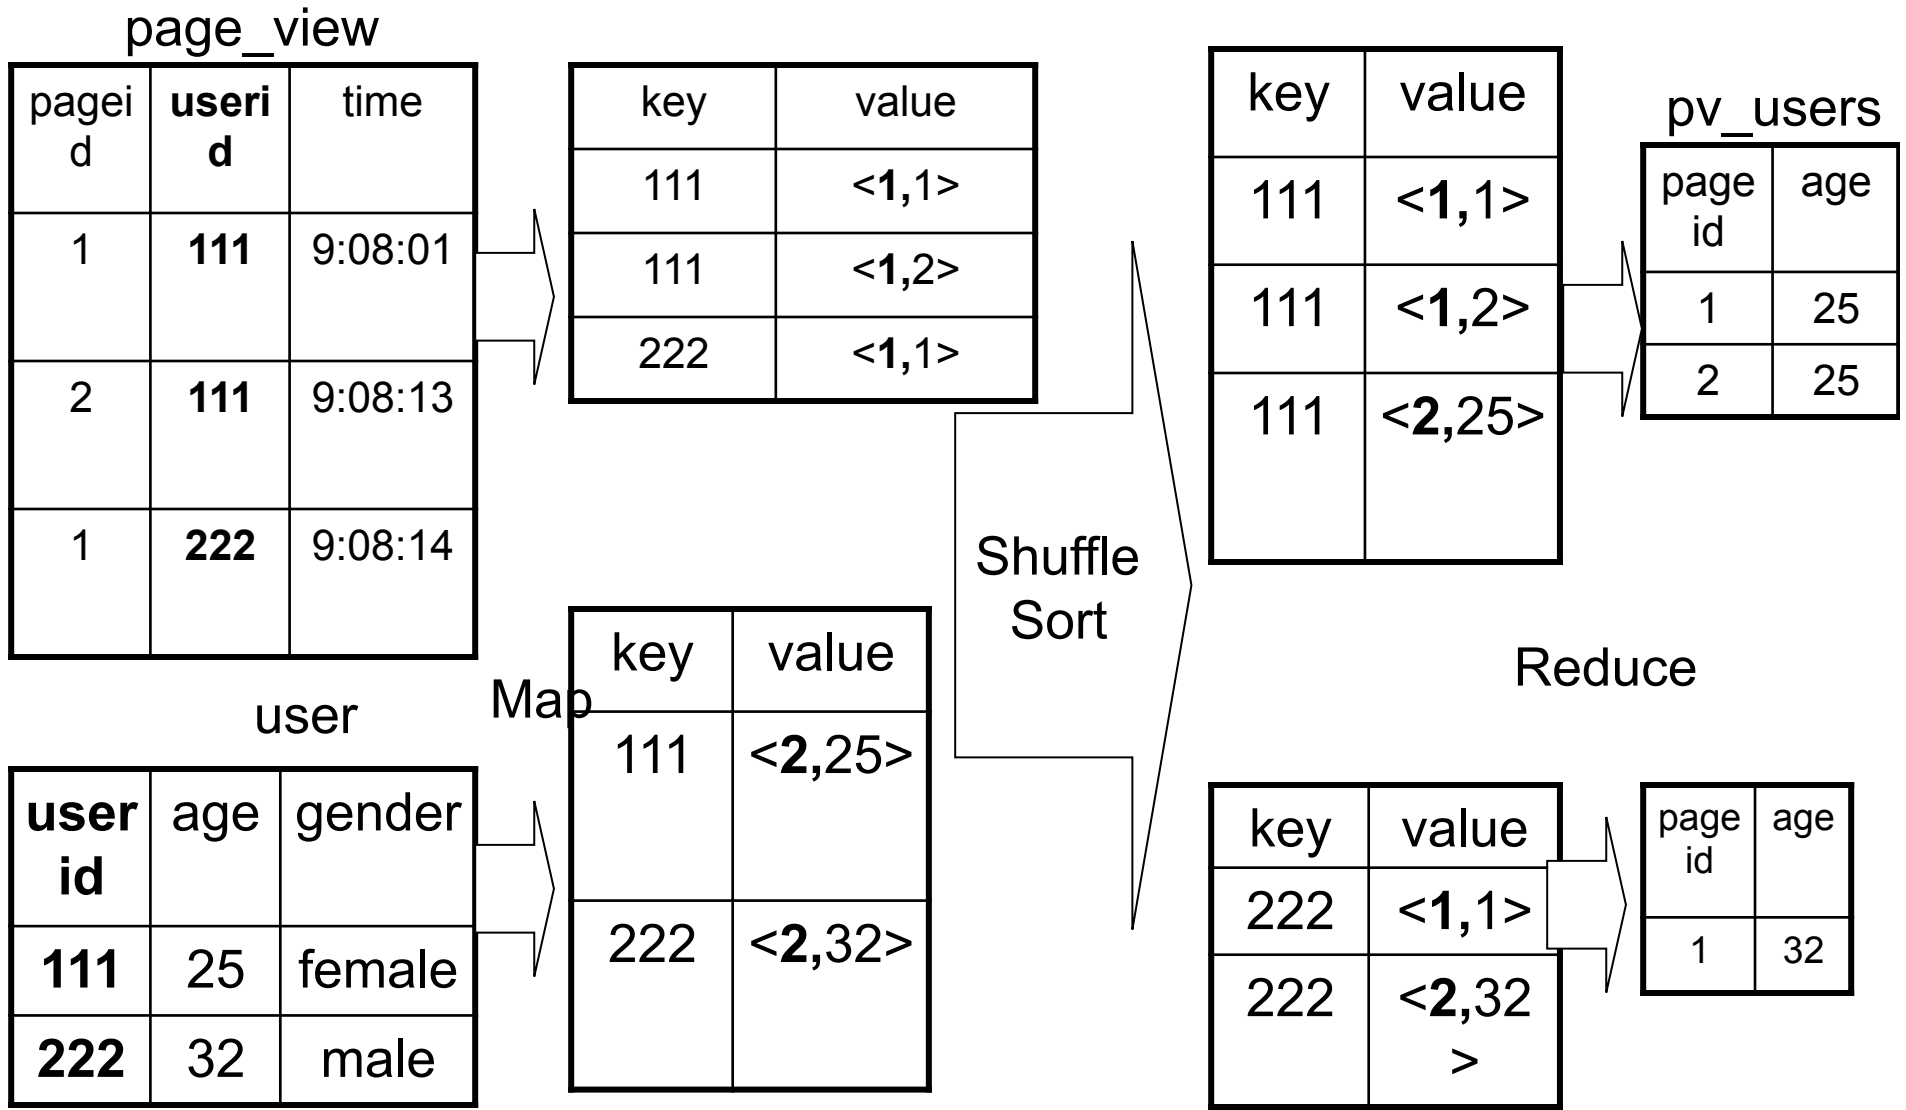 page_view
pagei
d
useri
d
time
1 111 9:08:01
2 111 9:08:13
1 222 9:08:14
key value
111 <1,1>
111 <1,2>
222 <1,1>
key value
111 <1,1>
111 <1,2>
111 <2,25>
pv_users
page
id
age
1 25
2 25
Shuffle
Sort
Map
Reduce
user
user
id
age gender
111 25 female
222 32 male
key value
111 <2,25>
222 <2,32>
key value
222 <1,1>
222 <2,32
>
page
id
age
1 32